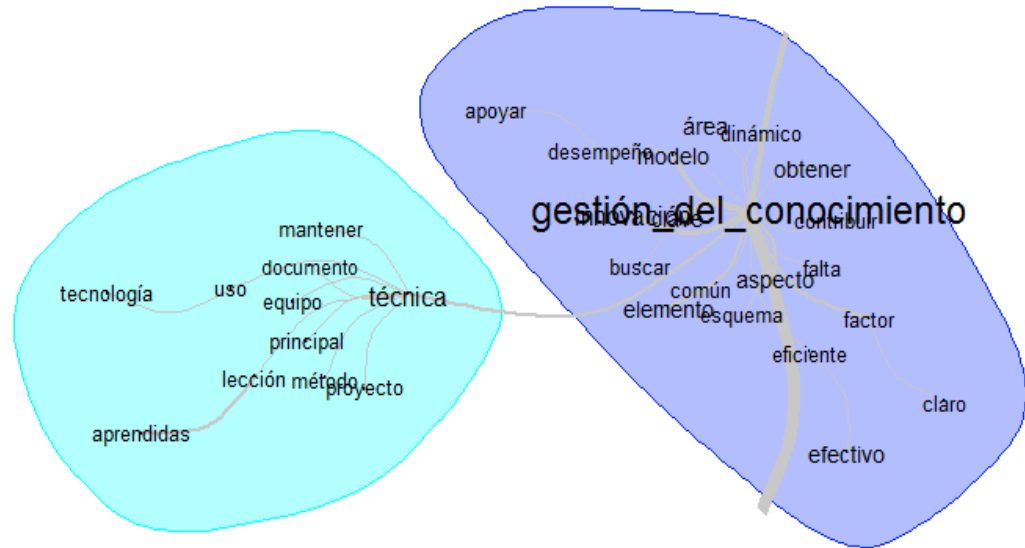 apoyar
área
dinámico
desempeño
modelo
obtener
gestión_del_conocimiento
contribuir
mantener
documento
buscar
falta
aspecto
tecnología
uso
equipo
técnica
común
elemento
esquema
factor
principal
eficiente
lección
método
proyecto
claro
aprendidas
efectivo